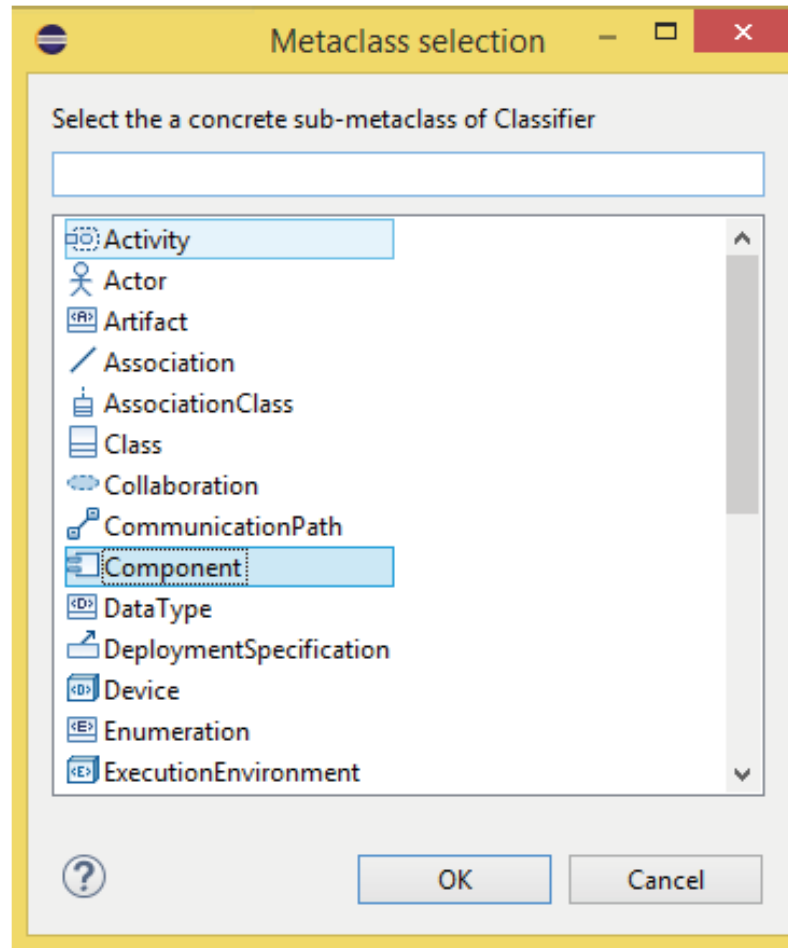 Metaclass selection
Select the a concrete sub-metaclass of Classifier
Activity
Actor
<A> Artifact
Association
AssociationClass
Class
Collaboration
CommunicationPath
Component
<D> DataType
DeploymentSpecification
<D> Device
<E> Enumeration
<E> ExecutionEnvironment
?
OK Cancel